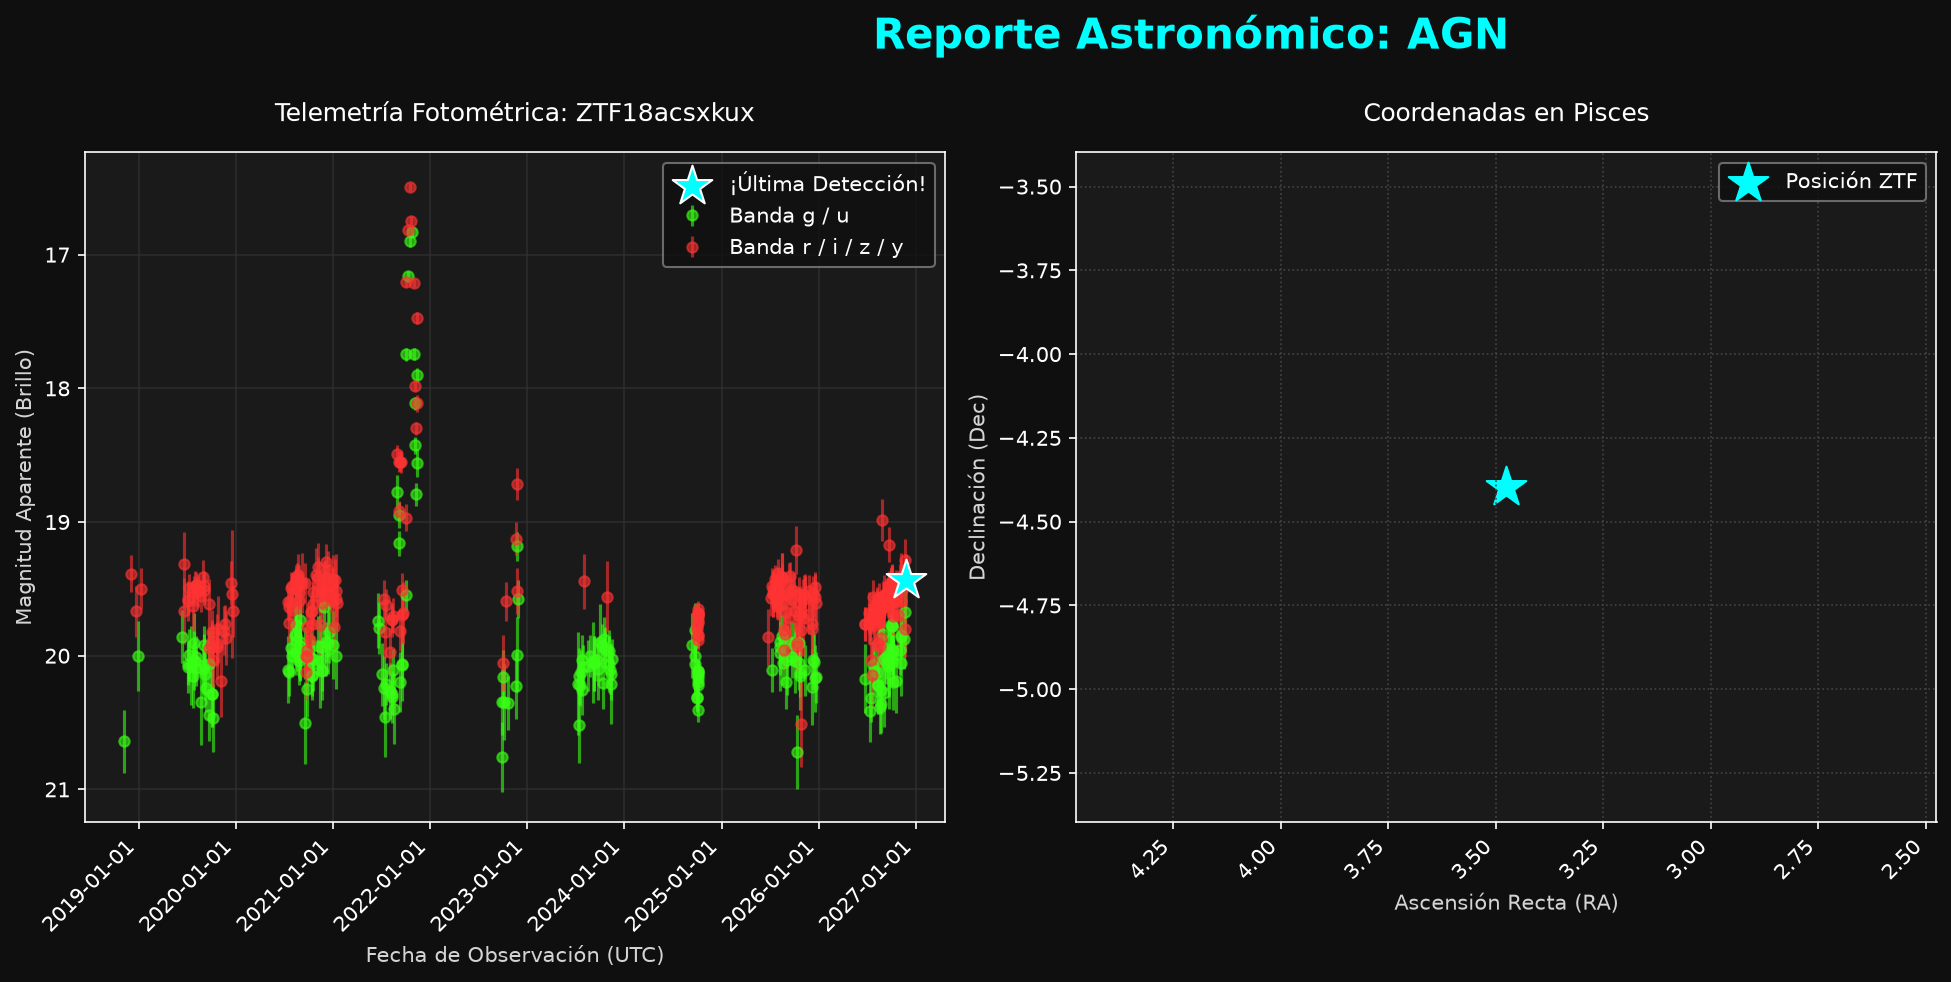 Reporte Astronómico: AGN
Telemetría Fotométrica: ZTF18acsxkux
¡Última Detección!
Banda g / u
Banda r / i / z / y
Magnitud Aparente (Brillo)
17
18
19
20
21
2019-01-01
2020-01-01
2021-01-01
2022-01-01
2023-01-01
2024-01-01
2025-01-01
2026-01-01
2027-01-01
Fecha de Observación (UTC)
Coordenadas en Pisces
Posición ZTF
Declinación (Dec)
−3.50
−3.75
−4.00
−4.25
−4.50
−4.75
−5.00
−5.25
4.25
4.00
3.75
3.50
3.25
3.00
2.75
2.50
Ascensión Recta (RA)